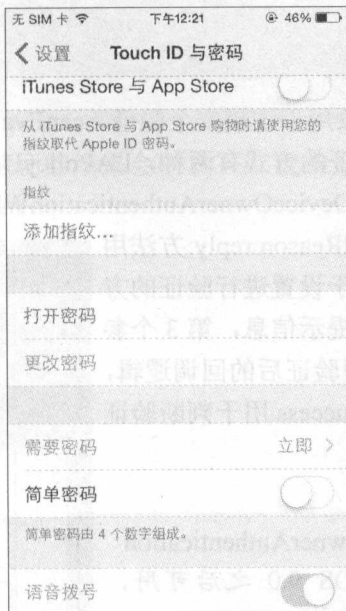 无 SIM 卡 下午12:21 46%
设置 Touch ID 与密码
iTunes Store 与 App Store
从 iTunes Store 与 App Store 购物时请使用您的
指纹取代 Apple ID 密码。
指纹
添加指纹...
打开密码
更改密码
需要密码 立即
简单密码
简单密码由 4 个数字组成。
语音拨号